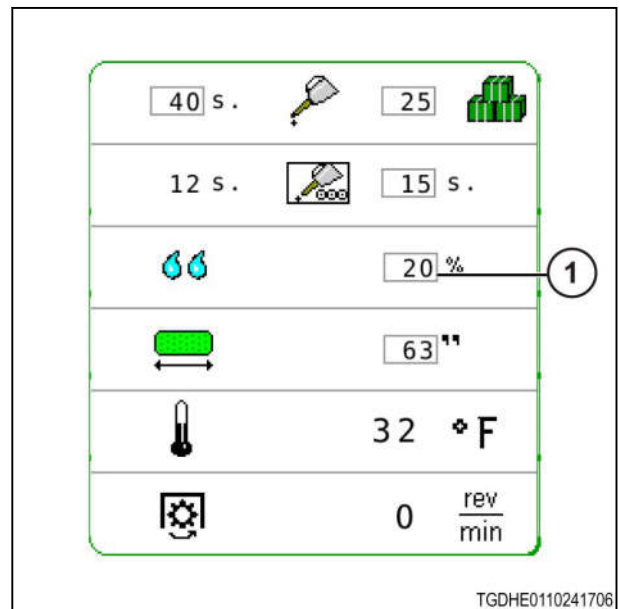 40 s. 25
12 s. 15 s.
20 %
1
63 "
32 °F
0 rev
min
TGDHE0110241706